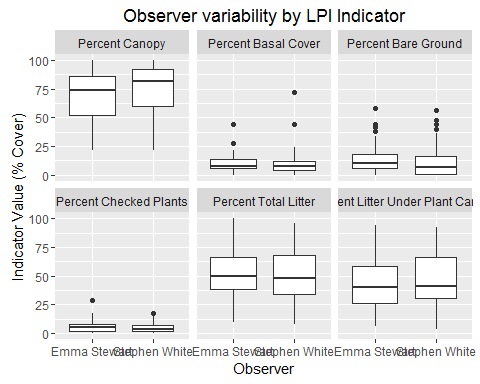 Observer variability by LPI Indicator
Percent Canopy
Percent Basal Cover
Percent Bare Ground
100
75
50
25
0
Percent Checked Plants
Percent Total Litter
ent Litter Under Plant Can
100
75
50
25
0
Indicator Value (% Cover)
Emma Stewart
Stephen White
Emma Stewart
Stephen White
Emma Stewart
Stephen White
Observer